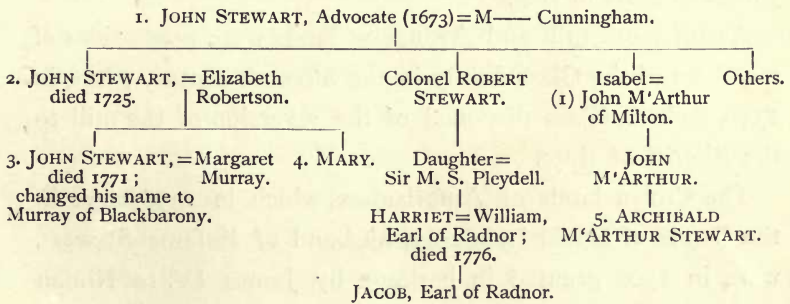 1. JOHN STEWART, Advocate (1673)=M—— Cunningham.
2. JOHN STEWART, = Elizabeth Colonel ROBERT Isabel= Others.
died 1725. Robertson. STEWART. (1) John M'Arthur
of Milton.
3. JOHN STEWART,=Margaret 4. MARY. Daughter= JOHN
died 1771; Murray. Sir M. S. Pleydell. M'ARTHUR.
changed his name to
Murray of Blackbarony. HARRIET=William, 5. ARCHIBALD
Earl of Radnor; M'ARTHUR STEWART.
died 1776.
JACOB, Earl of Radnor.